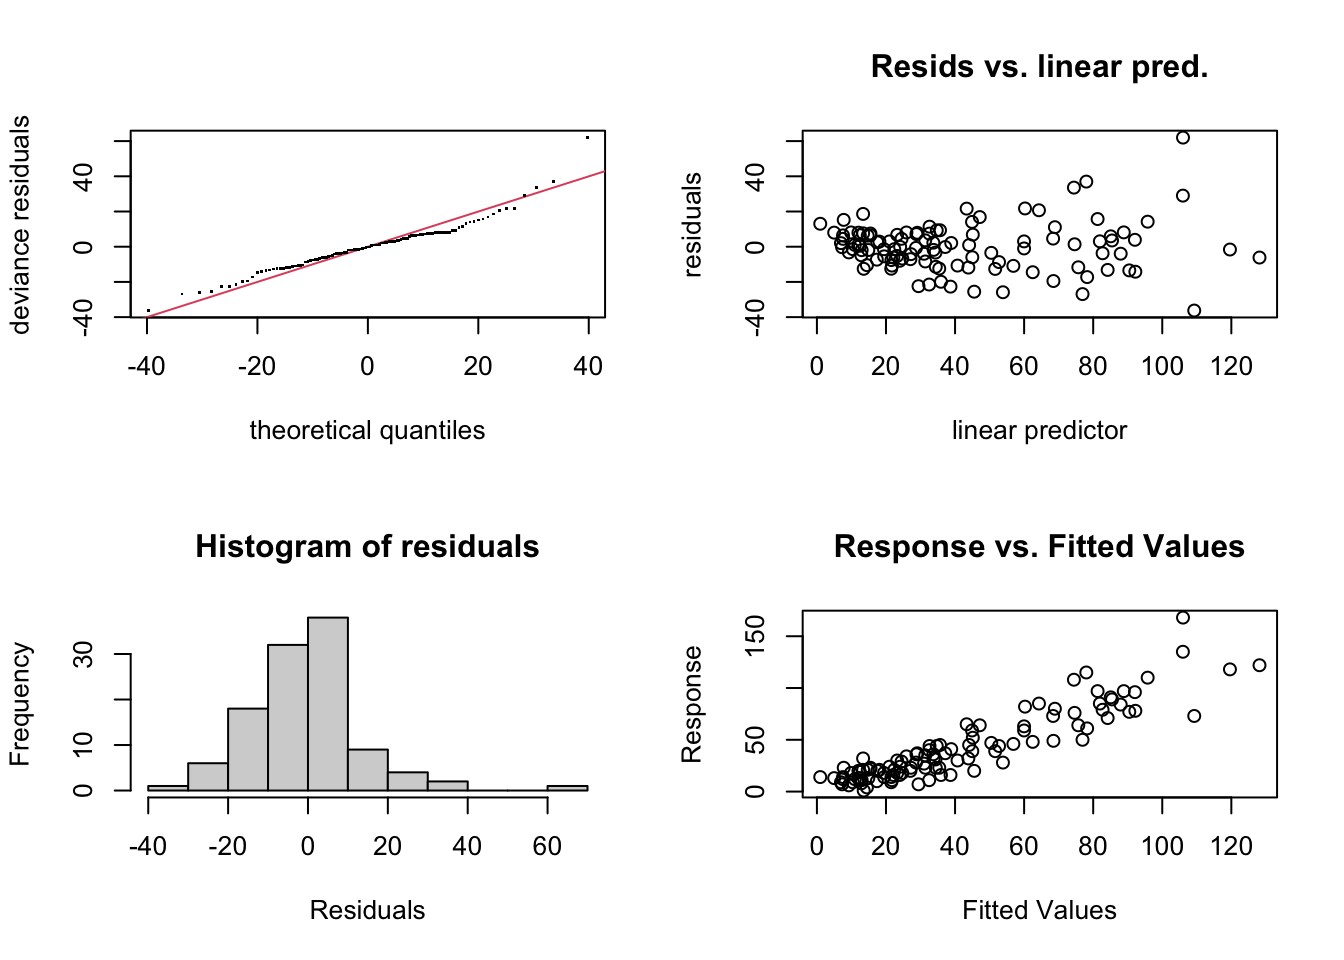 deviance residuals
-40 0 40
-40 -20 0 20 40
theoretical quantiles
Resids vs. linear pred.
residuals
-40 0 40
0 20 40 60 80 100 120
linear predictor
Histogram of residuals
Frequency
0 10 30
-40 -20 0 20 40 60
Residuals
Response vs. Fitted Values
Response
0 50 150
0 20 40 60 80 100 120
Fitted Values